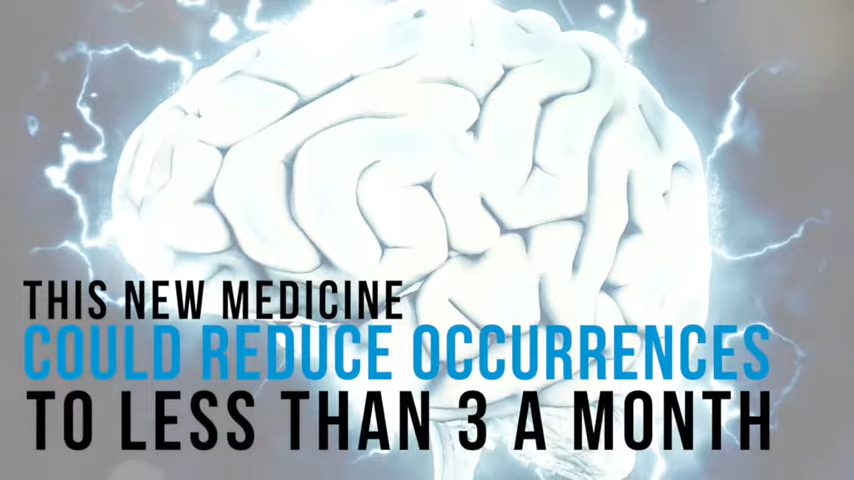 THIS NEW MEDICINE
COULD REDUCE OCCURRENCES
TO LESS THAN 3 A MONTH